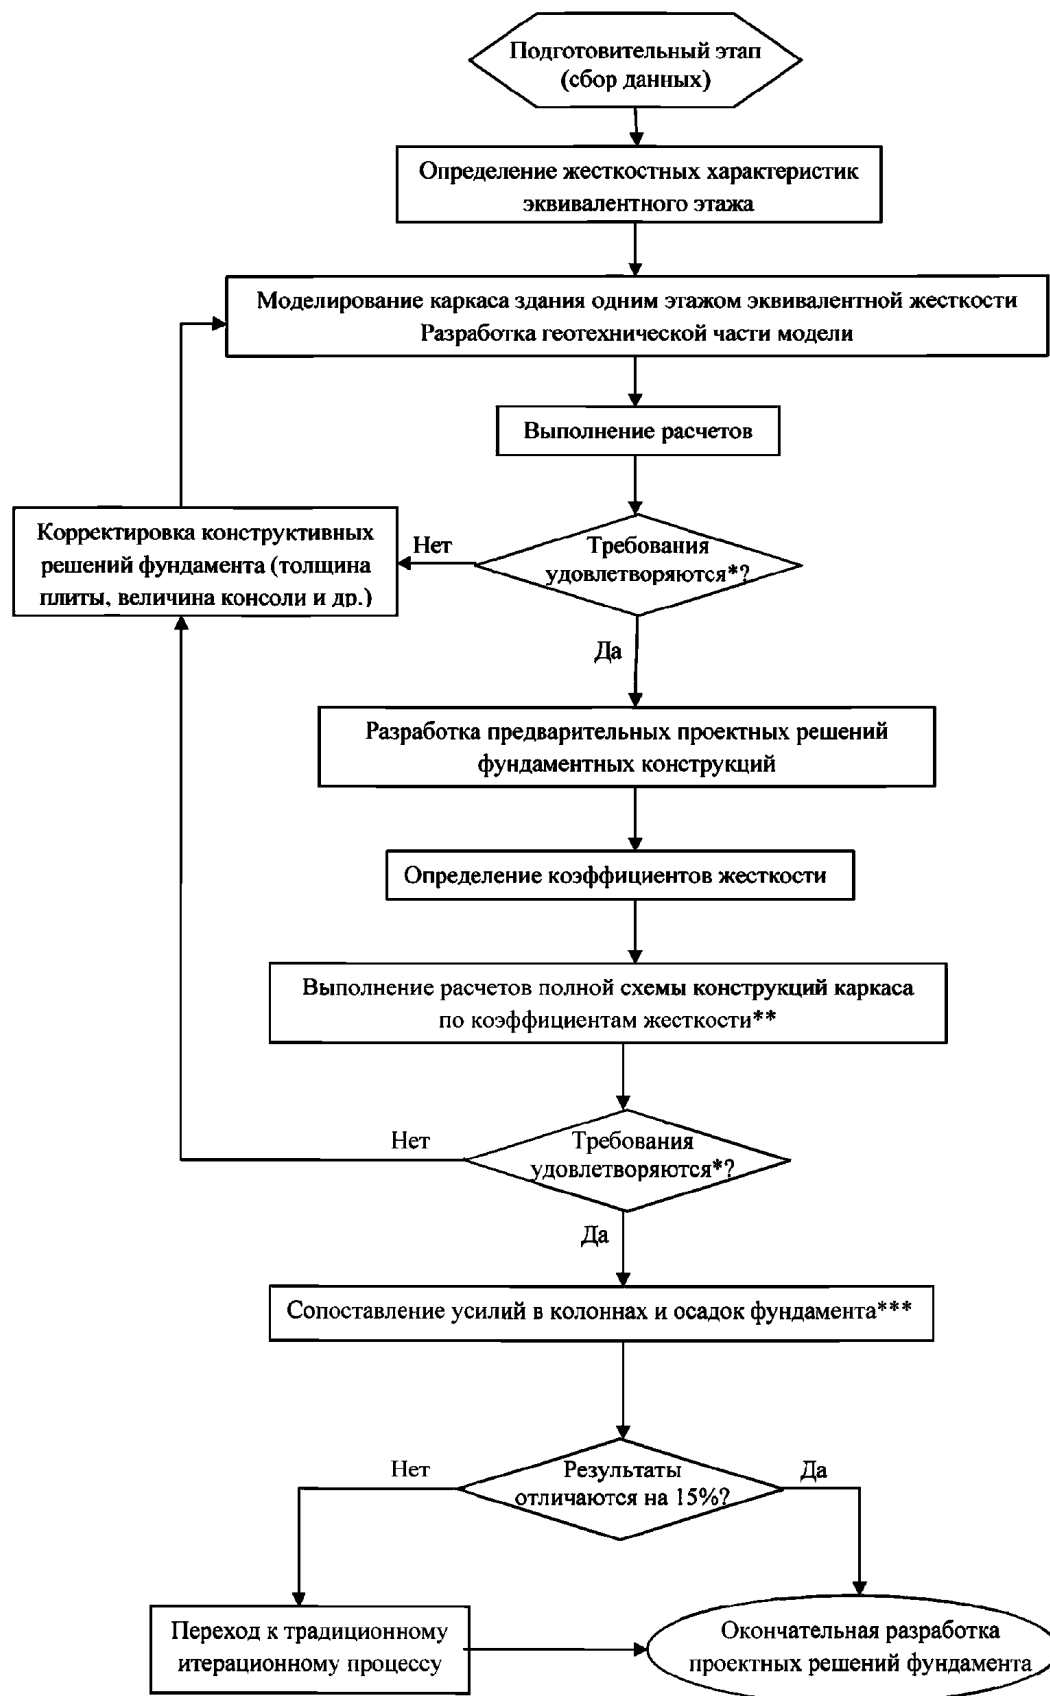 Подготовительный этап
(сбор данных)
Определение жесткостных характеристик
эквивалентного этажа
Моделирование каркаса здания одним этажом эквивалентной жесткости
Разработка геотехнической части модели
Выполнение расчетов
Корректировка конструктивных
решений фундамента (толщина
плиты, величина консоли и др.)
Нет
Требования
удовлетворяются*?
Да
Разработка предварительных проектных решений
фундаментных конструкций
Определение коэффициентов жесткости
Выполнение расчетов полной схемы конструкций каркаса
по коэффициентам жесткости**
Нет
Требования
удовлетворяются*?
Да
Сопоставление усилий в колоннах и осадок фундамента***
Нет
Результаты
отличаются на 15%?
Да
Переход к традиционному
итерационному процессу
Окончательная разработка
проектных решений фундамента